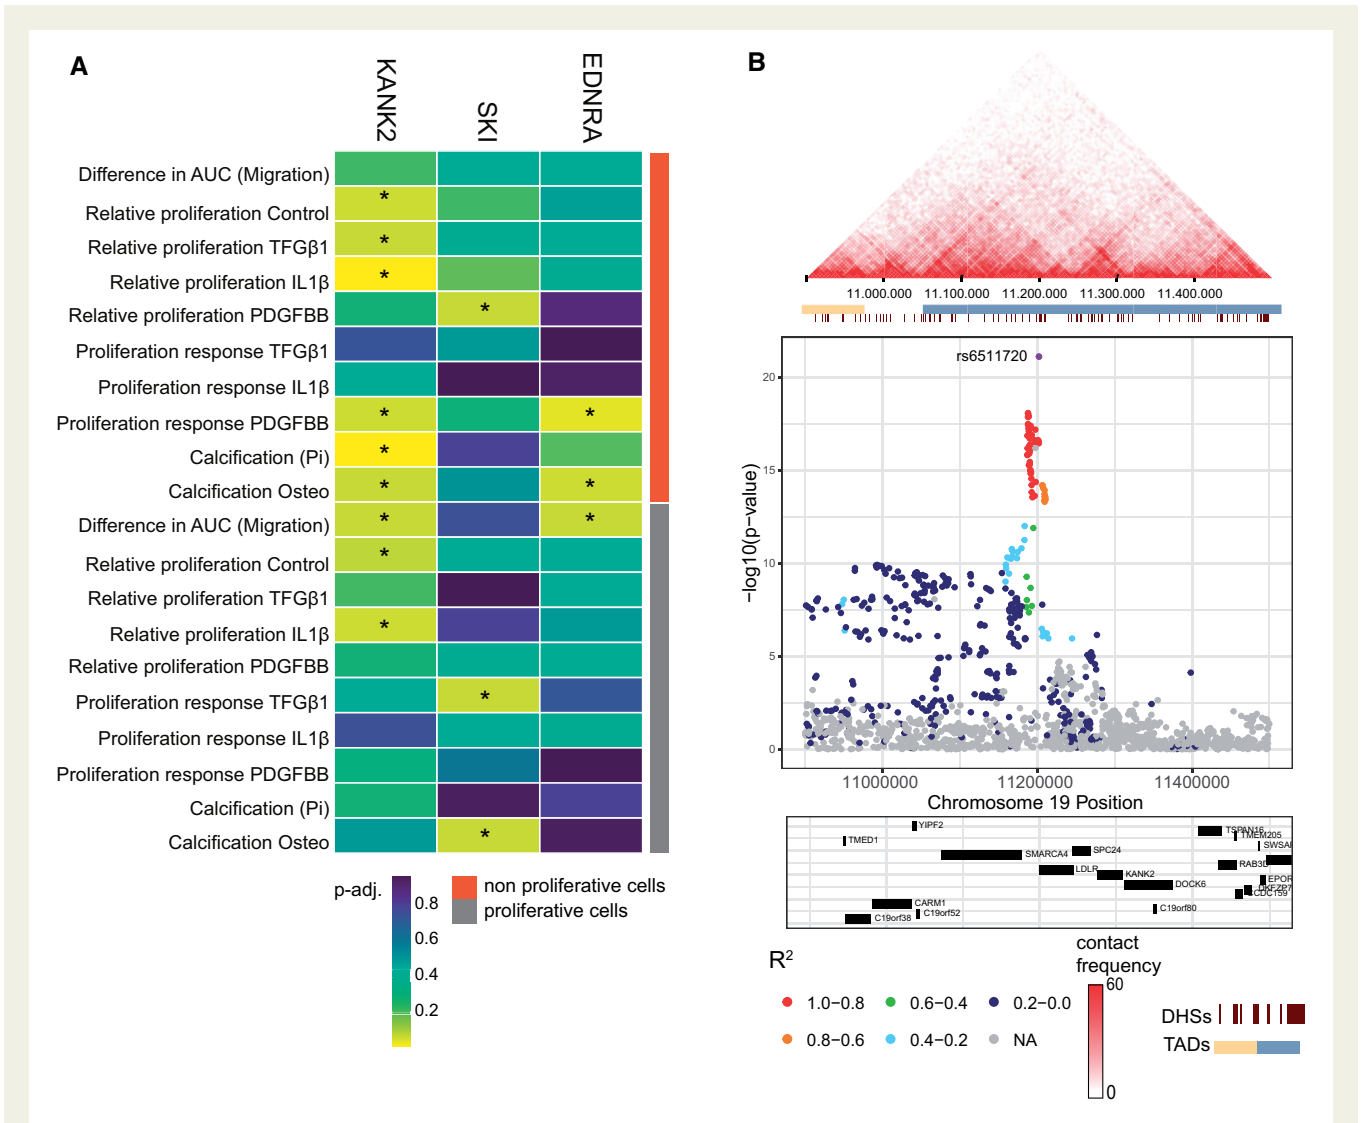 A
KANK2
SKI
EDNRA
Difference in AUC (Migration)
Relative proliferation Control
*
Relative proliferation TFGβ1
*
Relative proliferation IL1β
*
Relative proliferation PDGFBB
*
Proliferation response TFGβ1
Proliferation response IL1β
Proliferation response PDGFBB
* *
Calcification (Pi)
*
Calcification Osteo
* *
Difference in AUC (Migration)
* *
Relative proliferation Control
*
Relative proliferation TFGβ1
Relative proliferation IL1β
*
Relative proliferation PDGFBB
Proliferation response TFGβ1
*
Proliferation response IL1β
Proliferation response PDGFBB
Calcification (Pi)
Calcification Osteo
*
p-adj.
0.8
0.6
0.4
0.2
non proliferative cells
proliferative cells
B
11.000.000 11.100.000 11.200.000 11.300.000 11.400.000
rs6511720
−log10(p−value)
20
15
10
5
0
11000000 11200000 11400000
Chromosome 19 Position
YIPF2
TMED1
TSPAN16
TMEM205
SWSAP
SMARCA4
SPC24
LDLR
RAB3D
KANK2
EPOR
DOCK6
CCDC159
CARM1
C19orf80
C19orf38
C19orf52
R2
1.0−0.8
0.6−0.4
0.2−0.0
0.8−0.6
0.4−0.2
NA
contact
frequency
60
0
DHSs
TADs